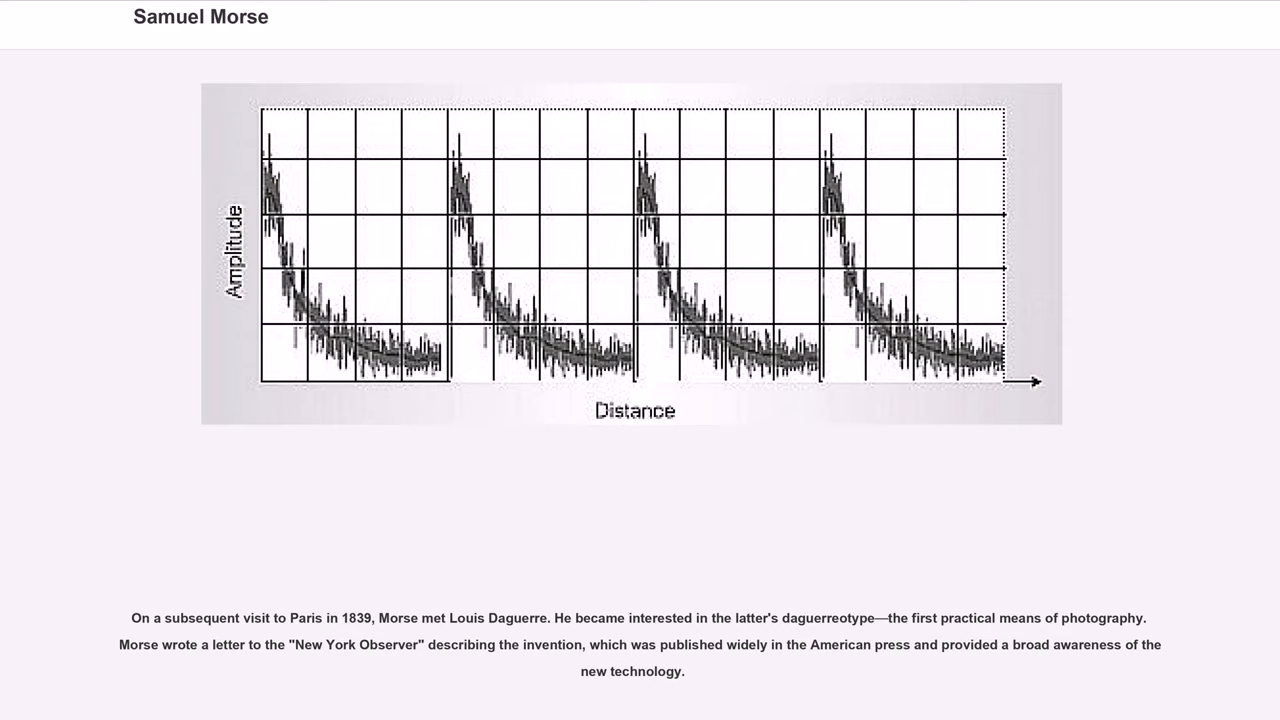 Samuel Morse
Amplitude
Distance
On a subsequent visit to Paris in 1839, Morse met Louis Daguerre. He became interested in the latter's daguerreotype—the first practical means of photography.
Morse wrote a letter to the "New York Observer" describing the invention, which was published widely in the American press and provided a broad awareness of the
new technology.